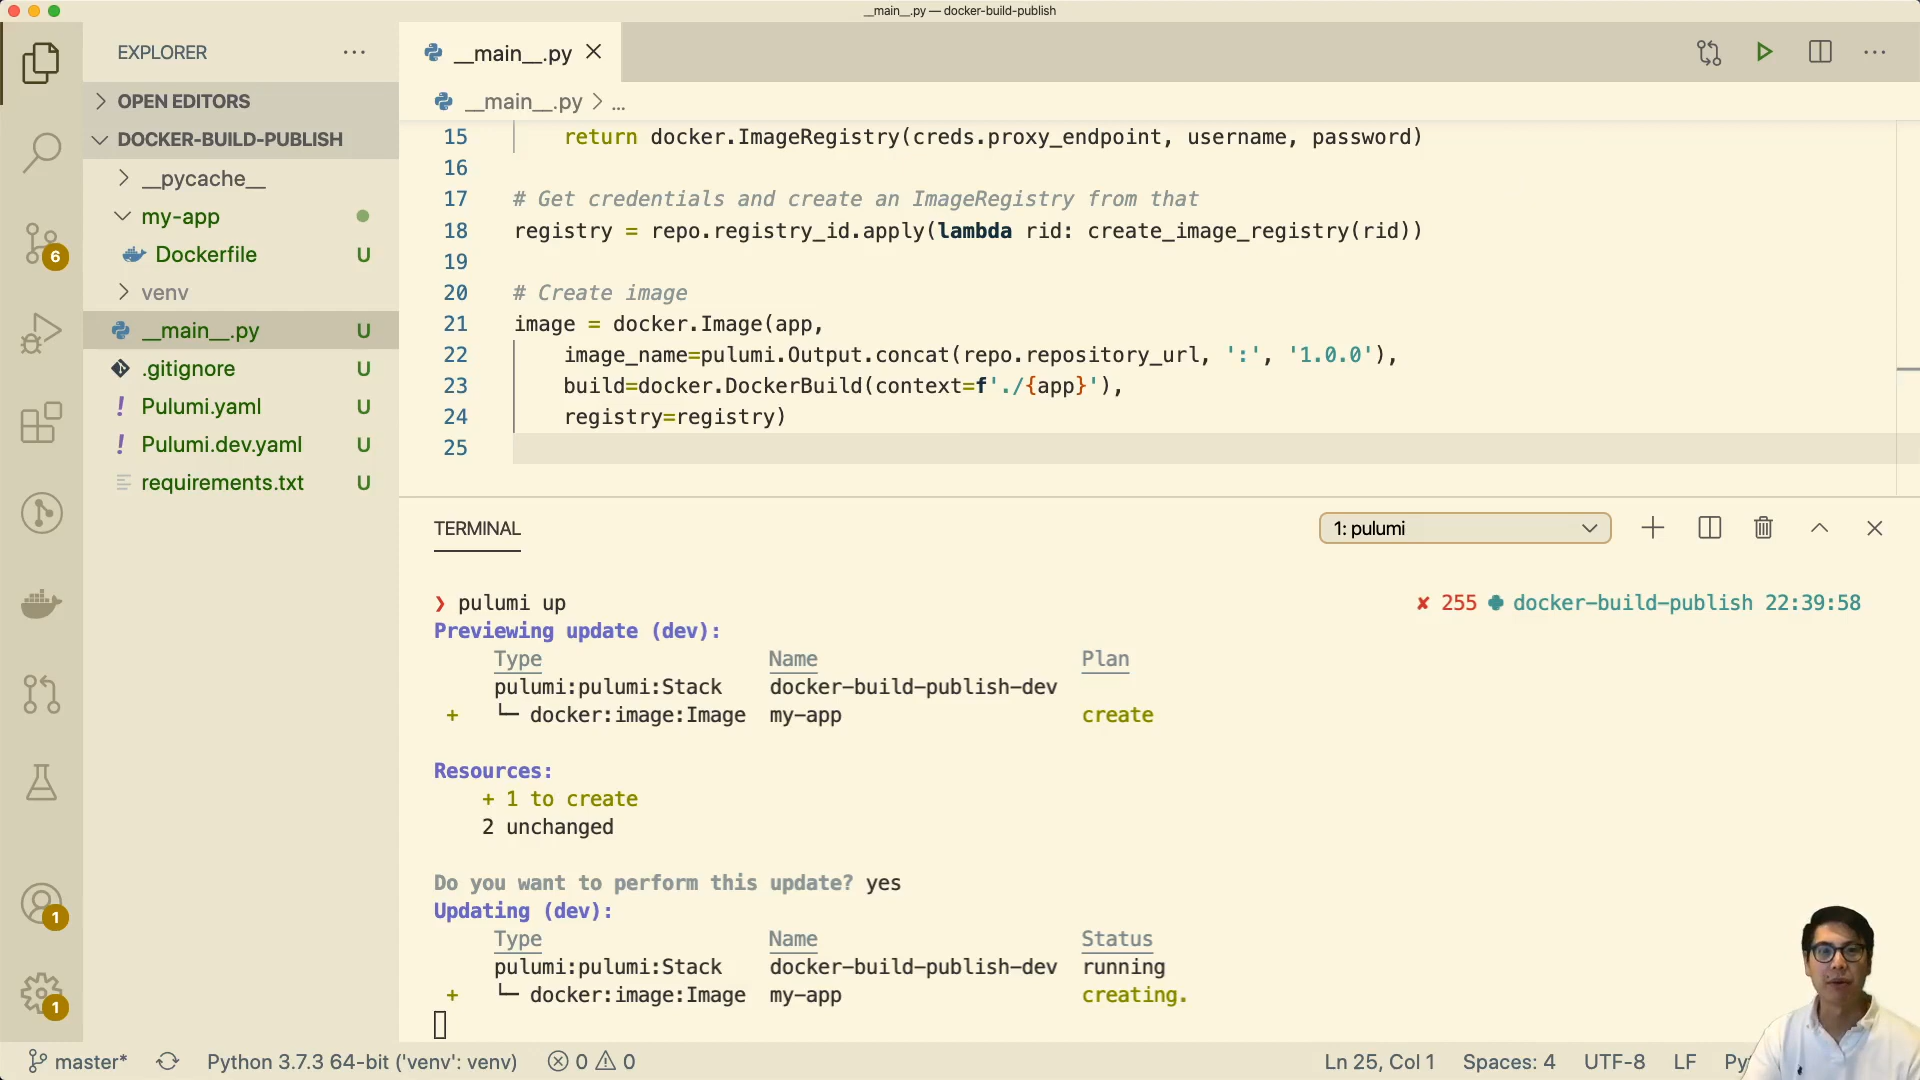 __main__.py — docker-build-publish
EXPLORER
OPEN EDITORS
DOCKER-BUILD-PUBLISH
__pycache__
my-app
Dockerfile U
venv
__main__.py U
.gitignore U
Pulumi.yaml U
Pulumi.dev.yaml U
requirements.txt U
6
1
1
__main__.py
__main__.py > ...
15 return docker.ImageRegistry(creds.proxy_endpoint, username, password)
16
17 # Get credentials and create an ImageRegistry from that
18 registry = repo.registry_id.apply(lambda rid: create_image_registry(rid))
19
20 # Create image
21 image = docker.Image(app,
22 image_name=pulumi.Output.concat(repo.repository_url, ':', '1.0.0'),
23 build=docker.DockerBuild(context=f'./{app}'),
24 registry=registry)
25
TERMINAL
1: pulumi
❯ pulumi up ✘ 255 docker-build-publish 22:39:58
Previewing update (dev):
Type Name Plan
pulumi:pulumi:Stack docker-build-publish-dev
+ └─ docker:image:Image my-app create
Resources:
+ 1 to create
2 unchanged
Do you want to perform this update? yes
Updating (dev):
Type Name Status
pulumi:pulumi:Stack docker-build-publish-dev running
+ └─ docker:image:Image my-app creating.
master* Python 3.7.3 64-bit ('venv': venv) 0 0 Ln 25, Col 1 Spaces: 4 UTF-8 LF